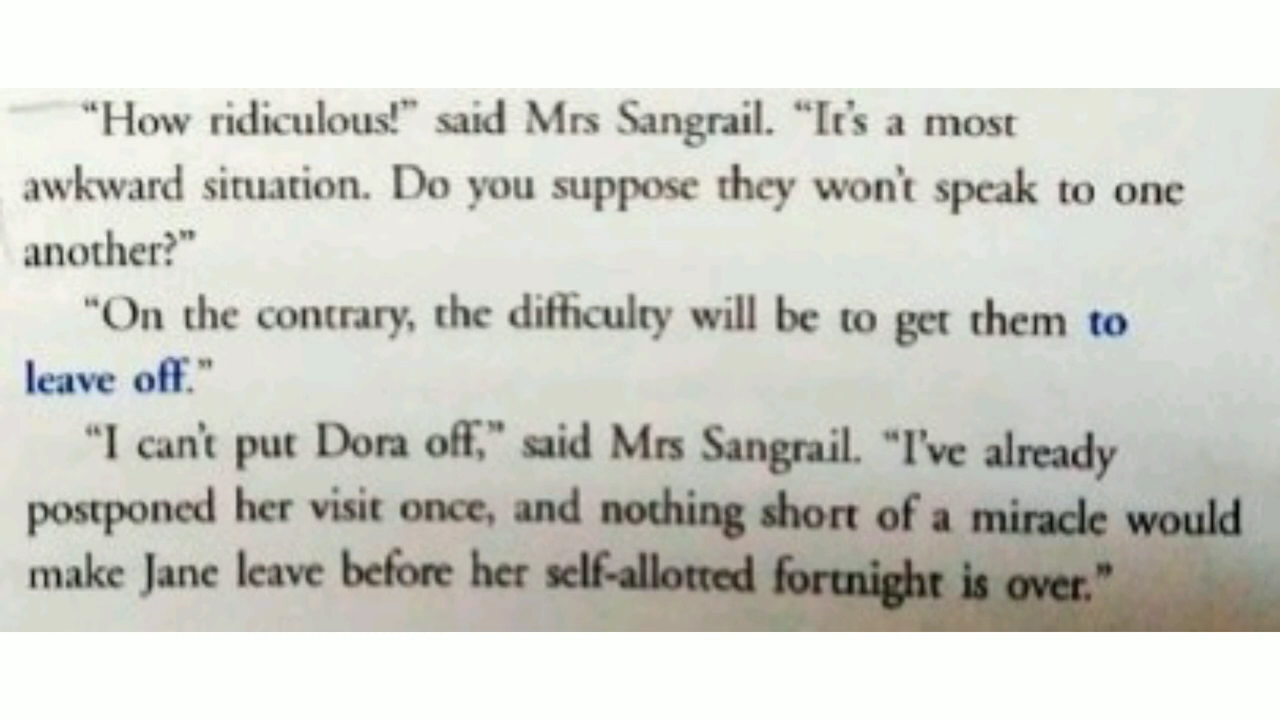 “How ridiculous!” said Mrs Sangrail. “It’s a most
awkward situation. Do you suppose they won’t speak to one
another?”
“On the contrary, the difficulty will be to get them to
leave off.”
“I can’t put Dora off,” said Mrs Sangrail. “I’ve already
postponed her visit once, and nothing short of a miracle would
make Jane leave before her self-allotted fortnight is over.”